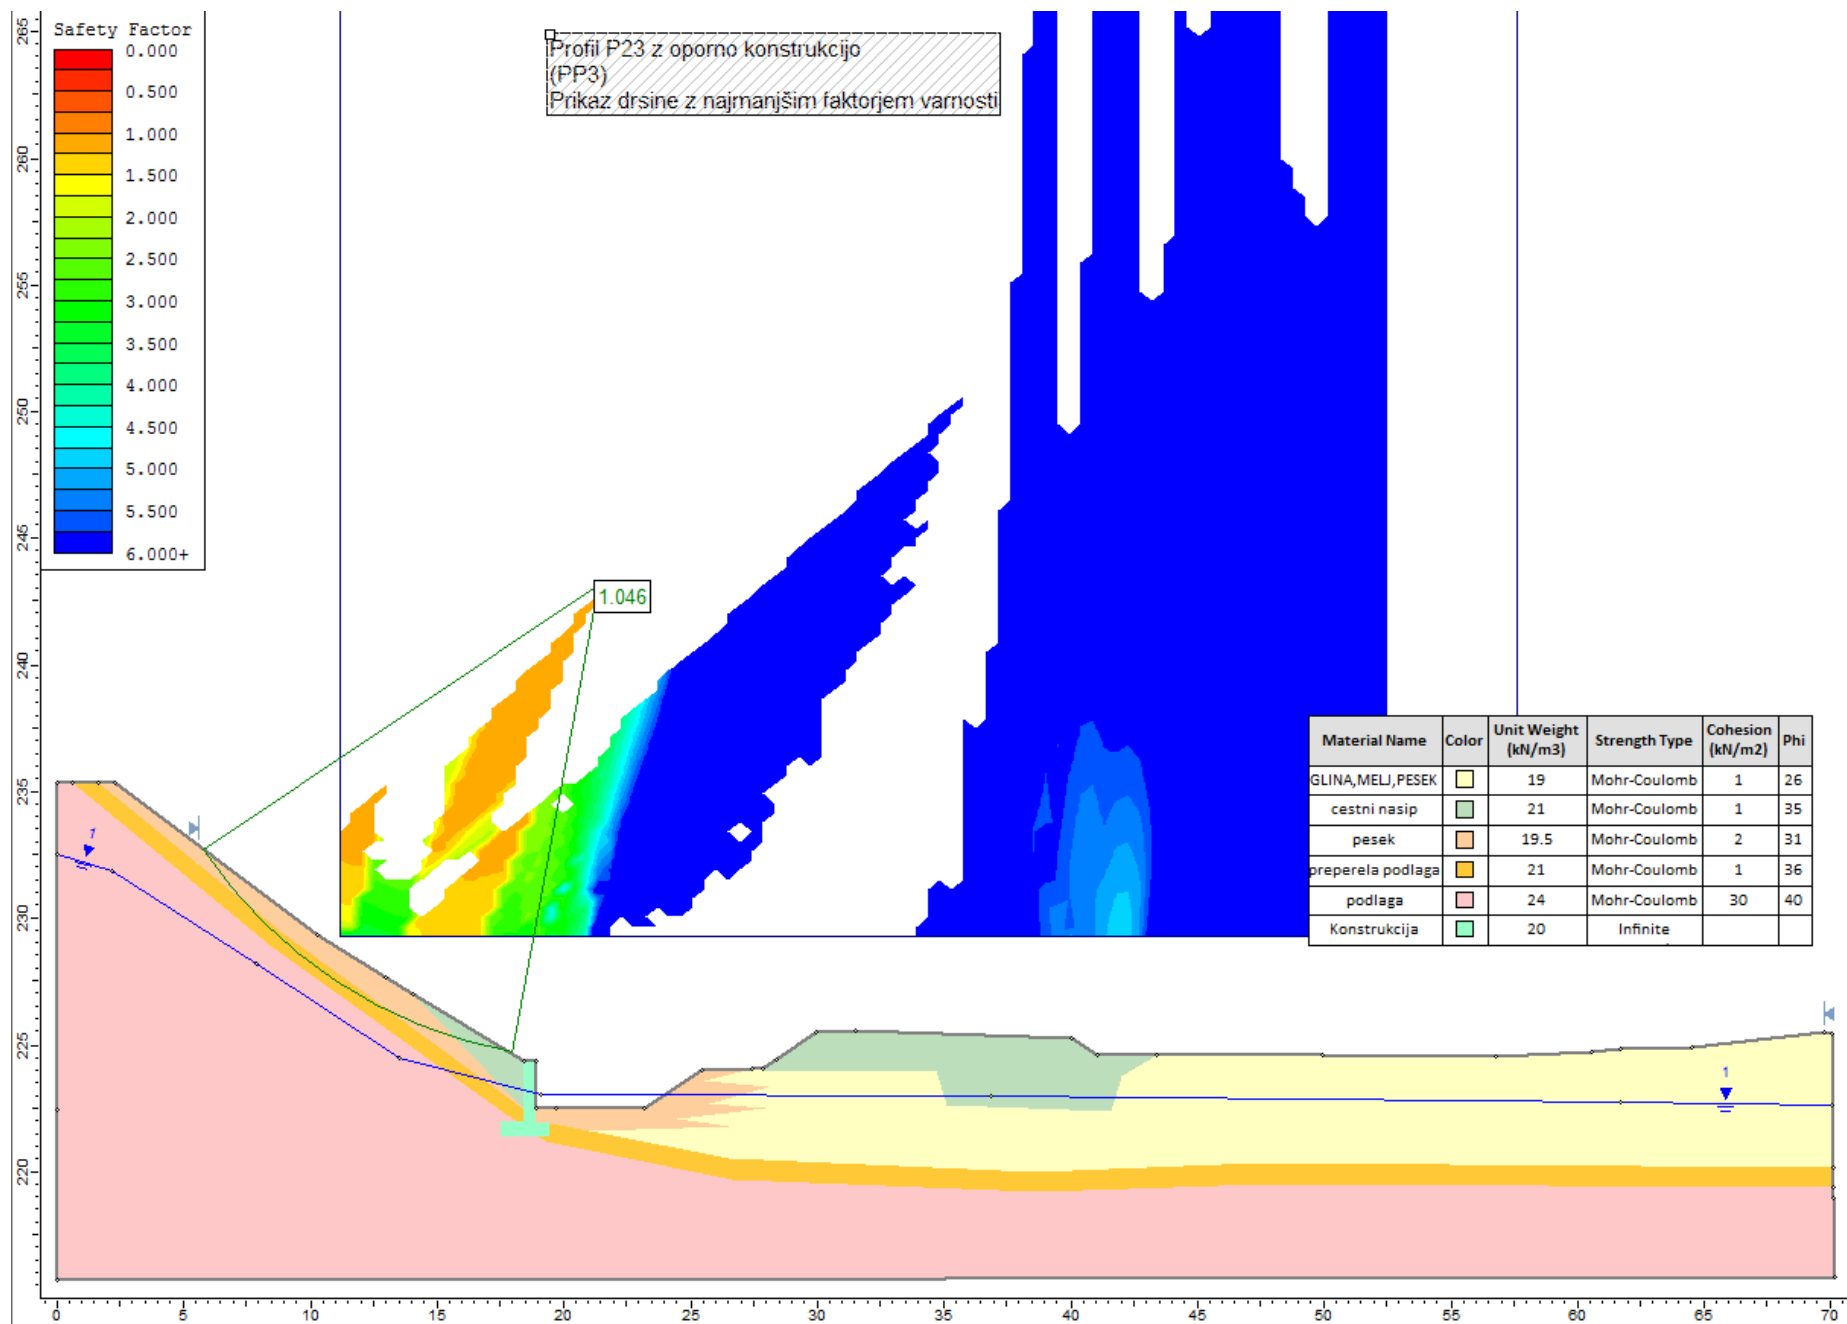 Safety Factor
0.000
0.500
1.000
1.500
2.000
2.500
3.000
3.500
4.000
4.500
5.000
5.500
6.000+
Profil P23 z oporno konstrukcijo
(PP3)
Prikaz drsine z najmanjšim faktorjem varnosti
1.046
Material Name Color Unit Weight (kN/m3) Strength Type Cohesion (kN/m2) Phi
GLINA,MELJ,PESEK 19 Mohr-Coulomb 1 26
cestni nasip 21 Mohr-Coulomb 1 35
pesek 19.5 Mohr-Coulomb 2 31
preperela podlaga 21 Mohr-Coulomb 1 36
podlaga 24 Mohr-Coulomb 30 40
Konstrukcija 20 Infinite
1
1
265
260
255
250
245
240
235
230
225
220
0 5 10 15 20 25 30 35 40 45 50 55 60 65 70